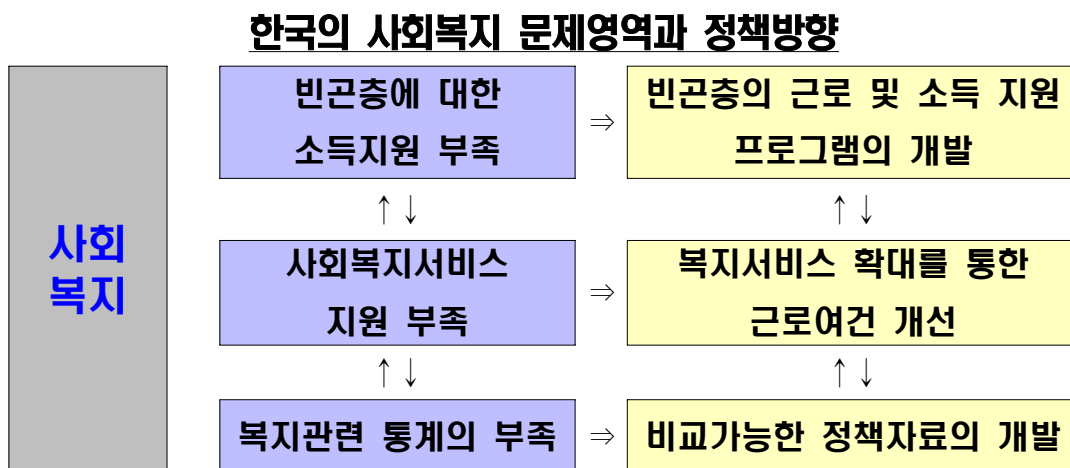 한국의 사회복지 문제영역과 정책방향
사회
복지
빈곤층에 대한
소득지원 부족
⇒
빈곤층의 근로 및 소득 지원
프로그램의 개발
↑↓
↑↓
사회복지서비스
지원 부족
⇒
복지서비스 확대를 통한
근로여건 개선
↑↓
↑↓
복지관련 통계의 부족
⇒
비교가능한 정책자료의 개발